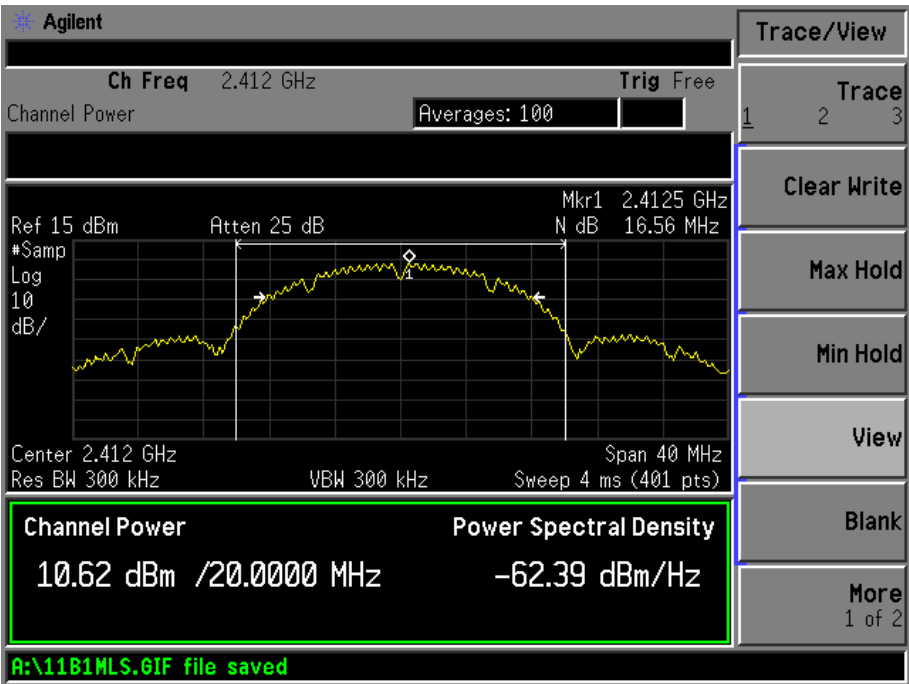 Agilent
Trace/View
Ch Freq 2.412 GHz Trig Free
Channel Power Averages: 100
Trace
1 2 3
Clear Write
Max Hold
Min Hold
View
Blank
More
1 of 2
Mkr1 2.4125 GHz
Ref 15 dBm Atten 25 dB N dB 16.56 MHz
#Samp
Log
10
dB/
1
Center 2.412 GHz Span 40 MHz
Res BW 300 kHz VBW 300 kHz Sweep 4 ms (401 pts)
Channel Power Power Spectral Density
10.62 dBm /20.0000 MHz -62.39 dBm/Hz
A:\11B1MLS.GIF file saved